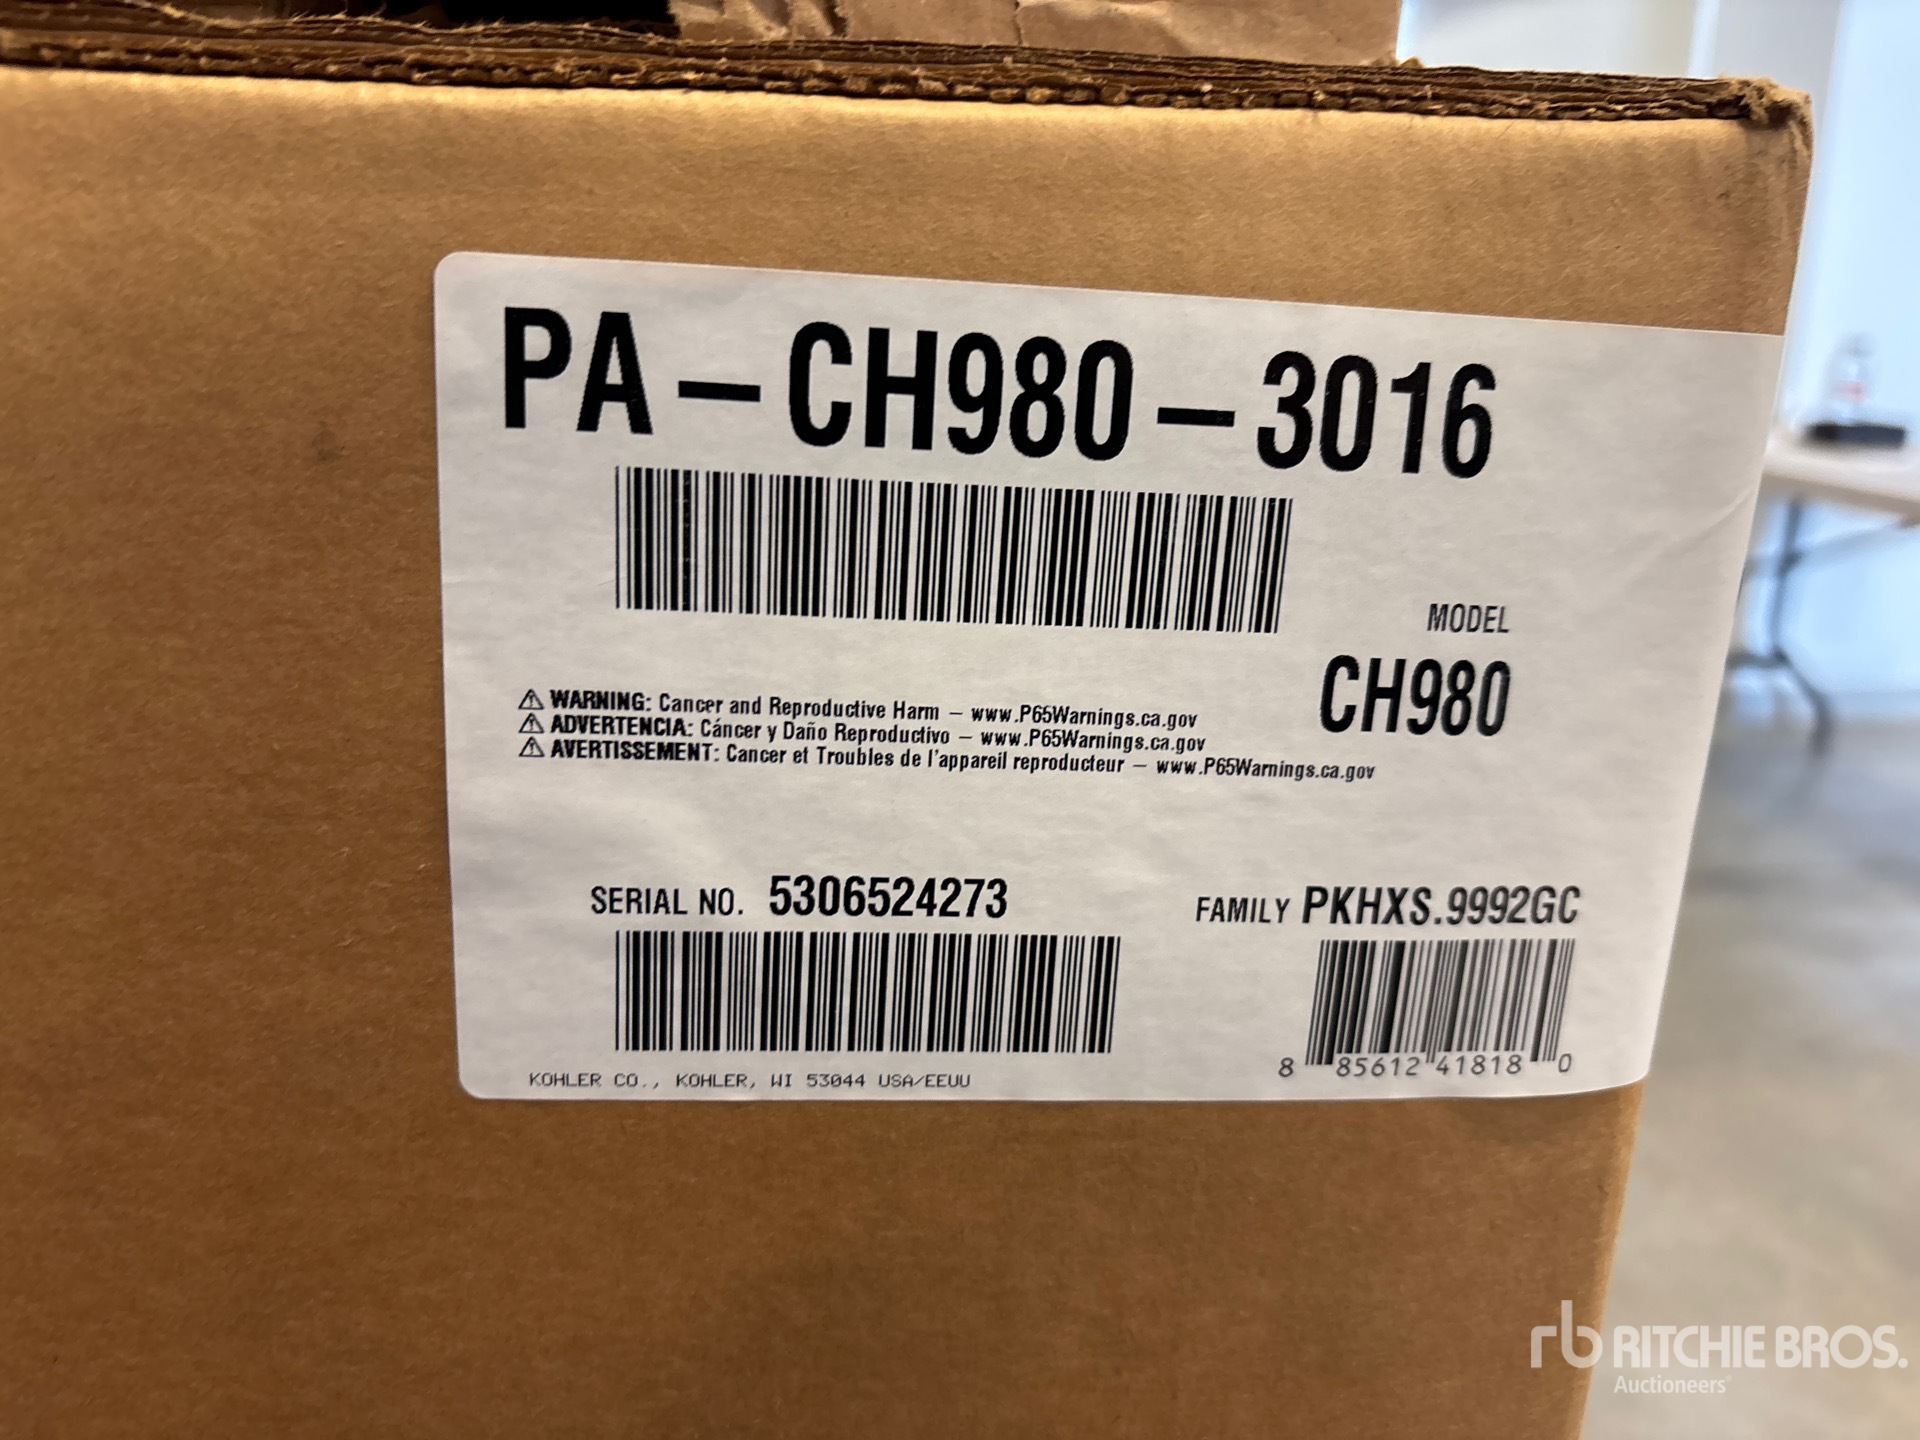 PA-CH980-3016
MODEL
CH980
⚠ WARNING: Cancer and Reproductive Harm – www.P65Warnings.ca.gov
⚠ ADVERTENCIA: Cáncer y Daño Reproductivo – www.P65Warnings.ca.gov
⚠ AVERTISSEMENT: Cancer et Troubles de l'appareil reproducteur – www.P65Warnings.ca.gov
SERIAL NO. 5306524273
FAMILY PKHXS.9992GC
8 85612 41818 0
KOHLER CO., KOHLER, WI 53044 USA/EEUU
rb RITCHIE BROS.
Auctioneers